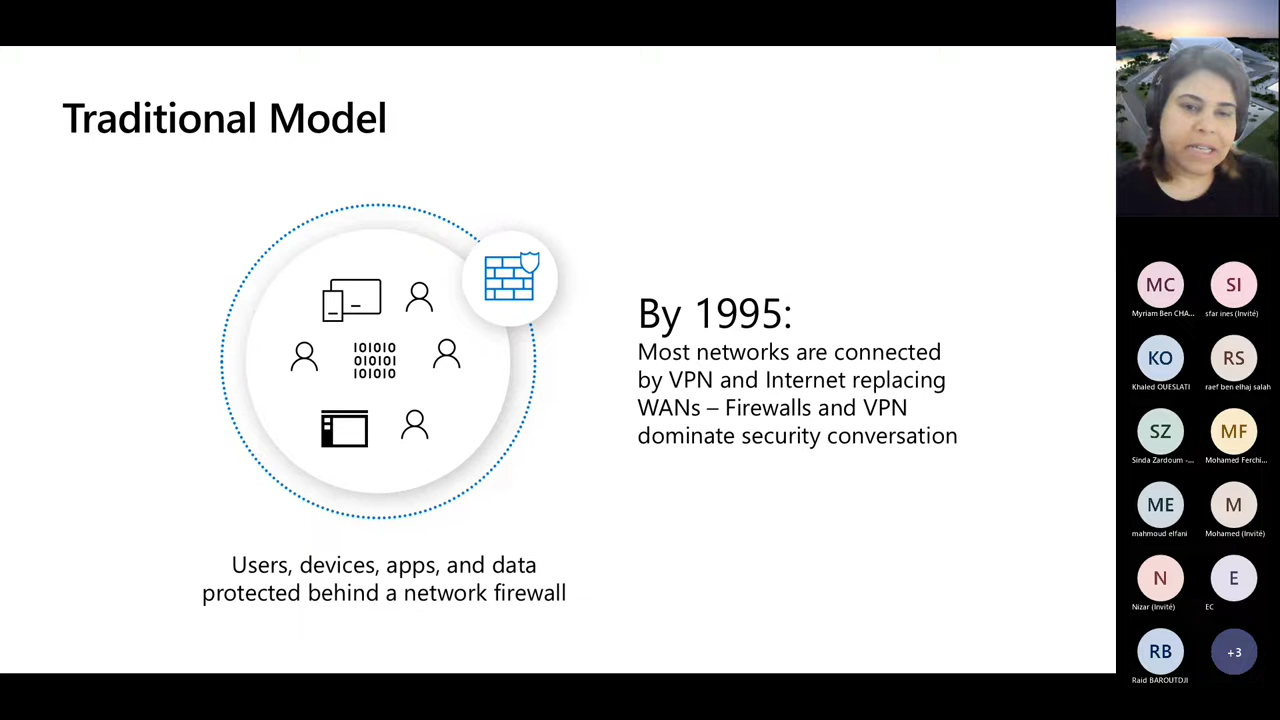 Traditional Model
IOIOIO
OIOIOI
IOIOIO
Users, devices, apps, and data
protected behind a network firewall
By 1995:
Most networks are connected
by VPN and Internet replacing
WANs – Firewalls and VPN
dominate security conversation
MC
Myriam Ben CHA...
SI
sfar ines (Invité)
KO
Khaled OUESLATI
RS
raef ben elhaj salah
SZ
Sinda Zardoum -...
MF
Mohamed Ferchi...
ME
mahmoud elfani
M
Mohamed (Invité)
N
Nizar (Invité)
E
EC
RB
Raid BAROUTDJI
+3